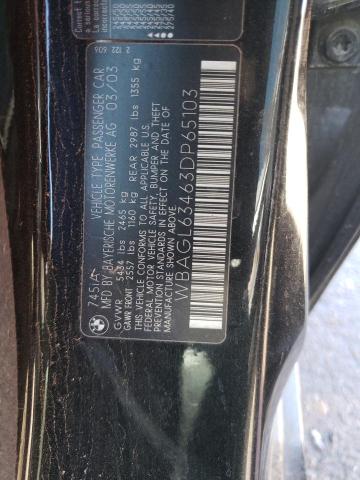 745i/A VEHICLE TYPE PASSENGER CAR
MFD BY BAYERISCHE MOTORENWERKE AG 03/03
GVWR 5434 lbs 2465 kg
GAWR FRONT 2557 lbs 1160 kg REAR 2987 lbs 1355 kg
THIS VEHICLE CONFORMS TO ALL APPLICABLE
FEDERAL MOTOR VEHICLE SAFETY, BUMPER, AND
THEFT PREVENTION STANDARDS IN EFFECT ON THE
DATE OF MANUFACTURE SHOWN ABOVE.
WBAGL63463DP65103
2 122 606